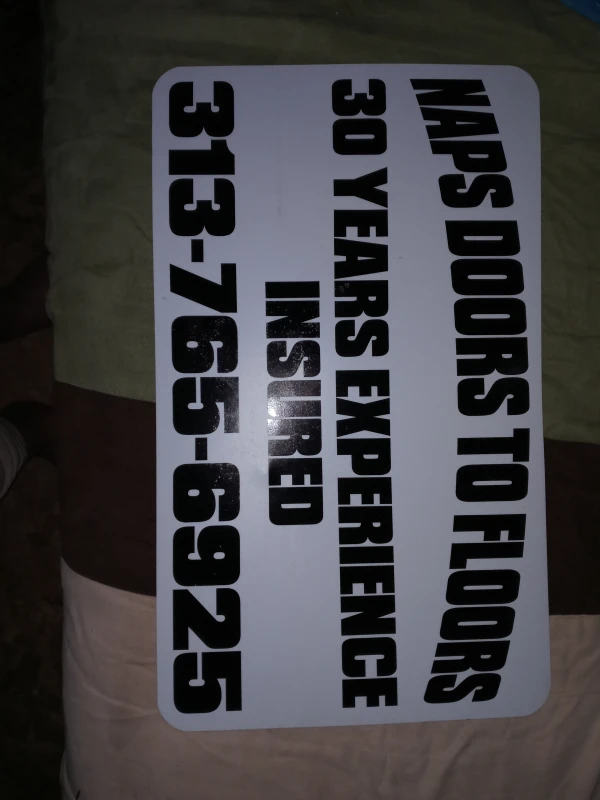 NAPS DOORS TO FLOORS
30 YEARS EXPERIENCE
INSURED
313-765-6925